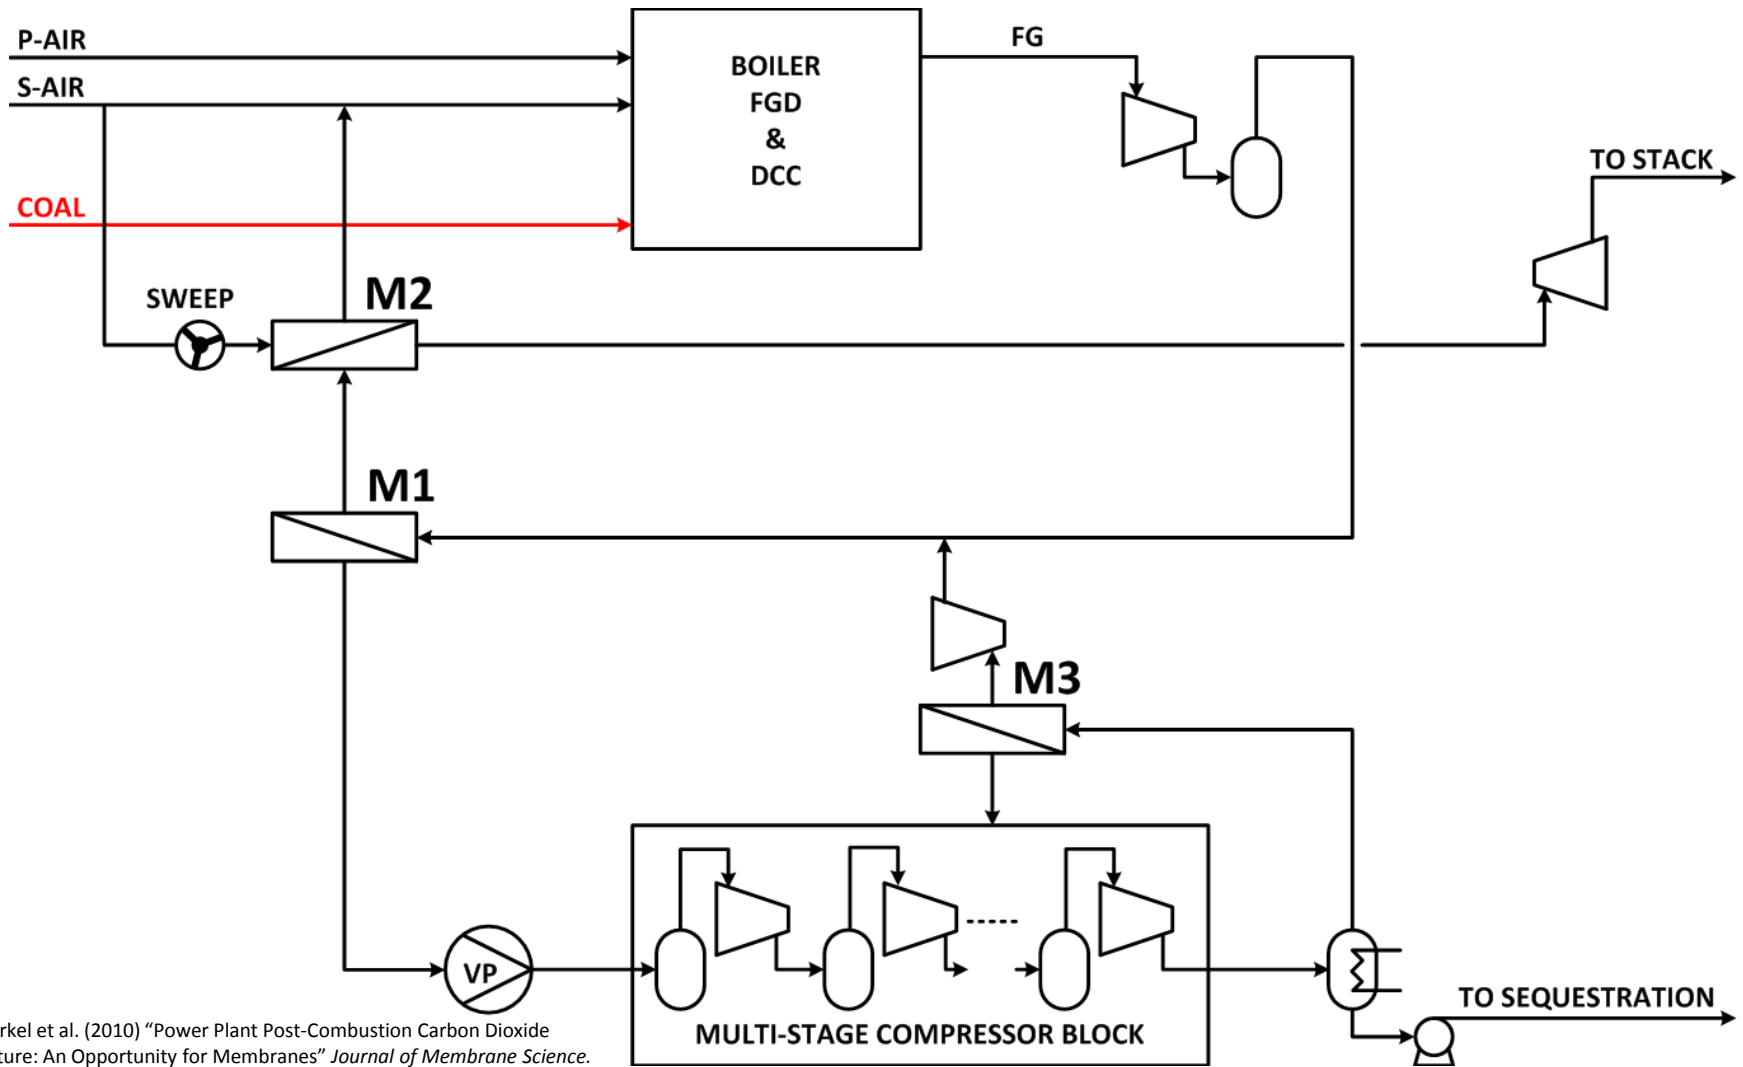 P-AIR
S-AIR
COAL
BOILER
FGD
&
DCC
FG
TO STACK
SWEEP
M2
M1
M3
VP
MULTI-STAGE COMPRESSOR BLOCK
TO SEQUESTRATION
rkel et al. (2010) “Power Plant Post-Combustion Carbon Dioxide
ture: An Opportunity for Membranes” Journal of Membrane Science.